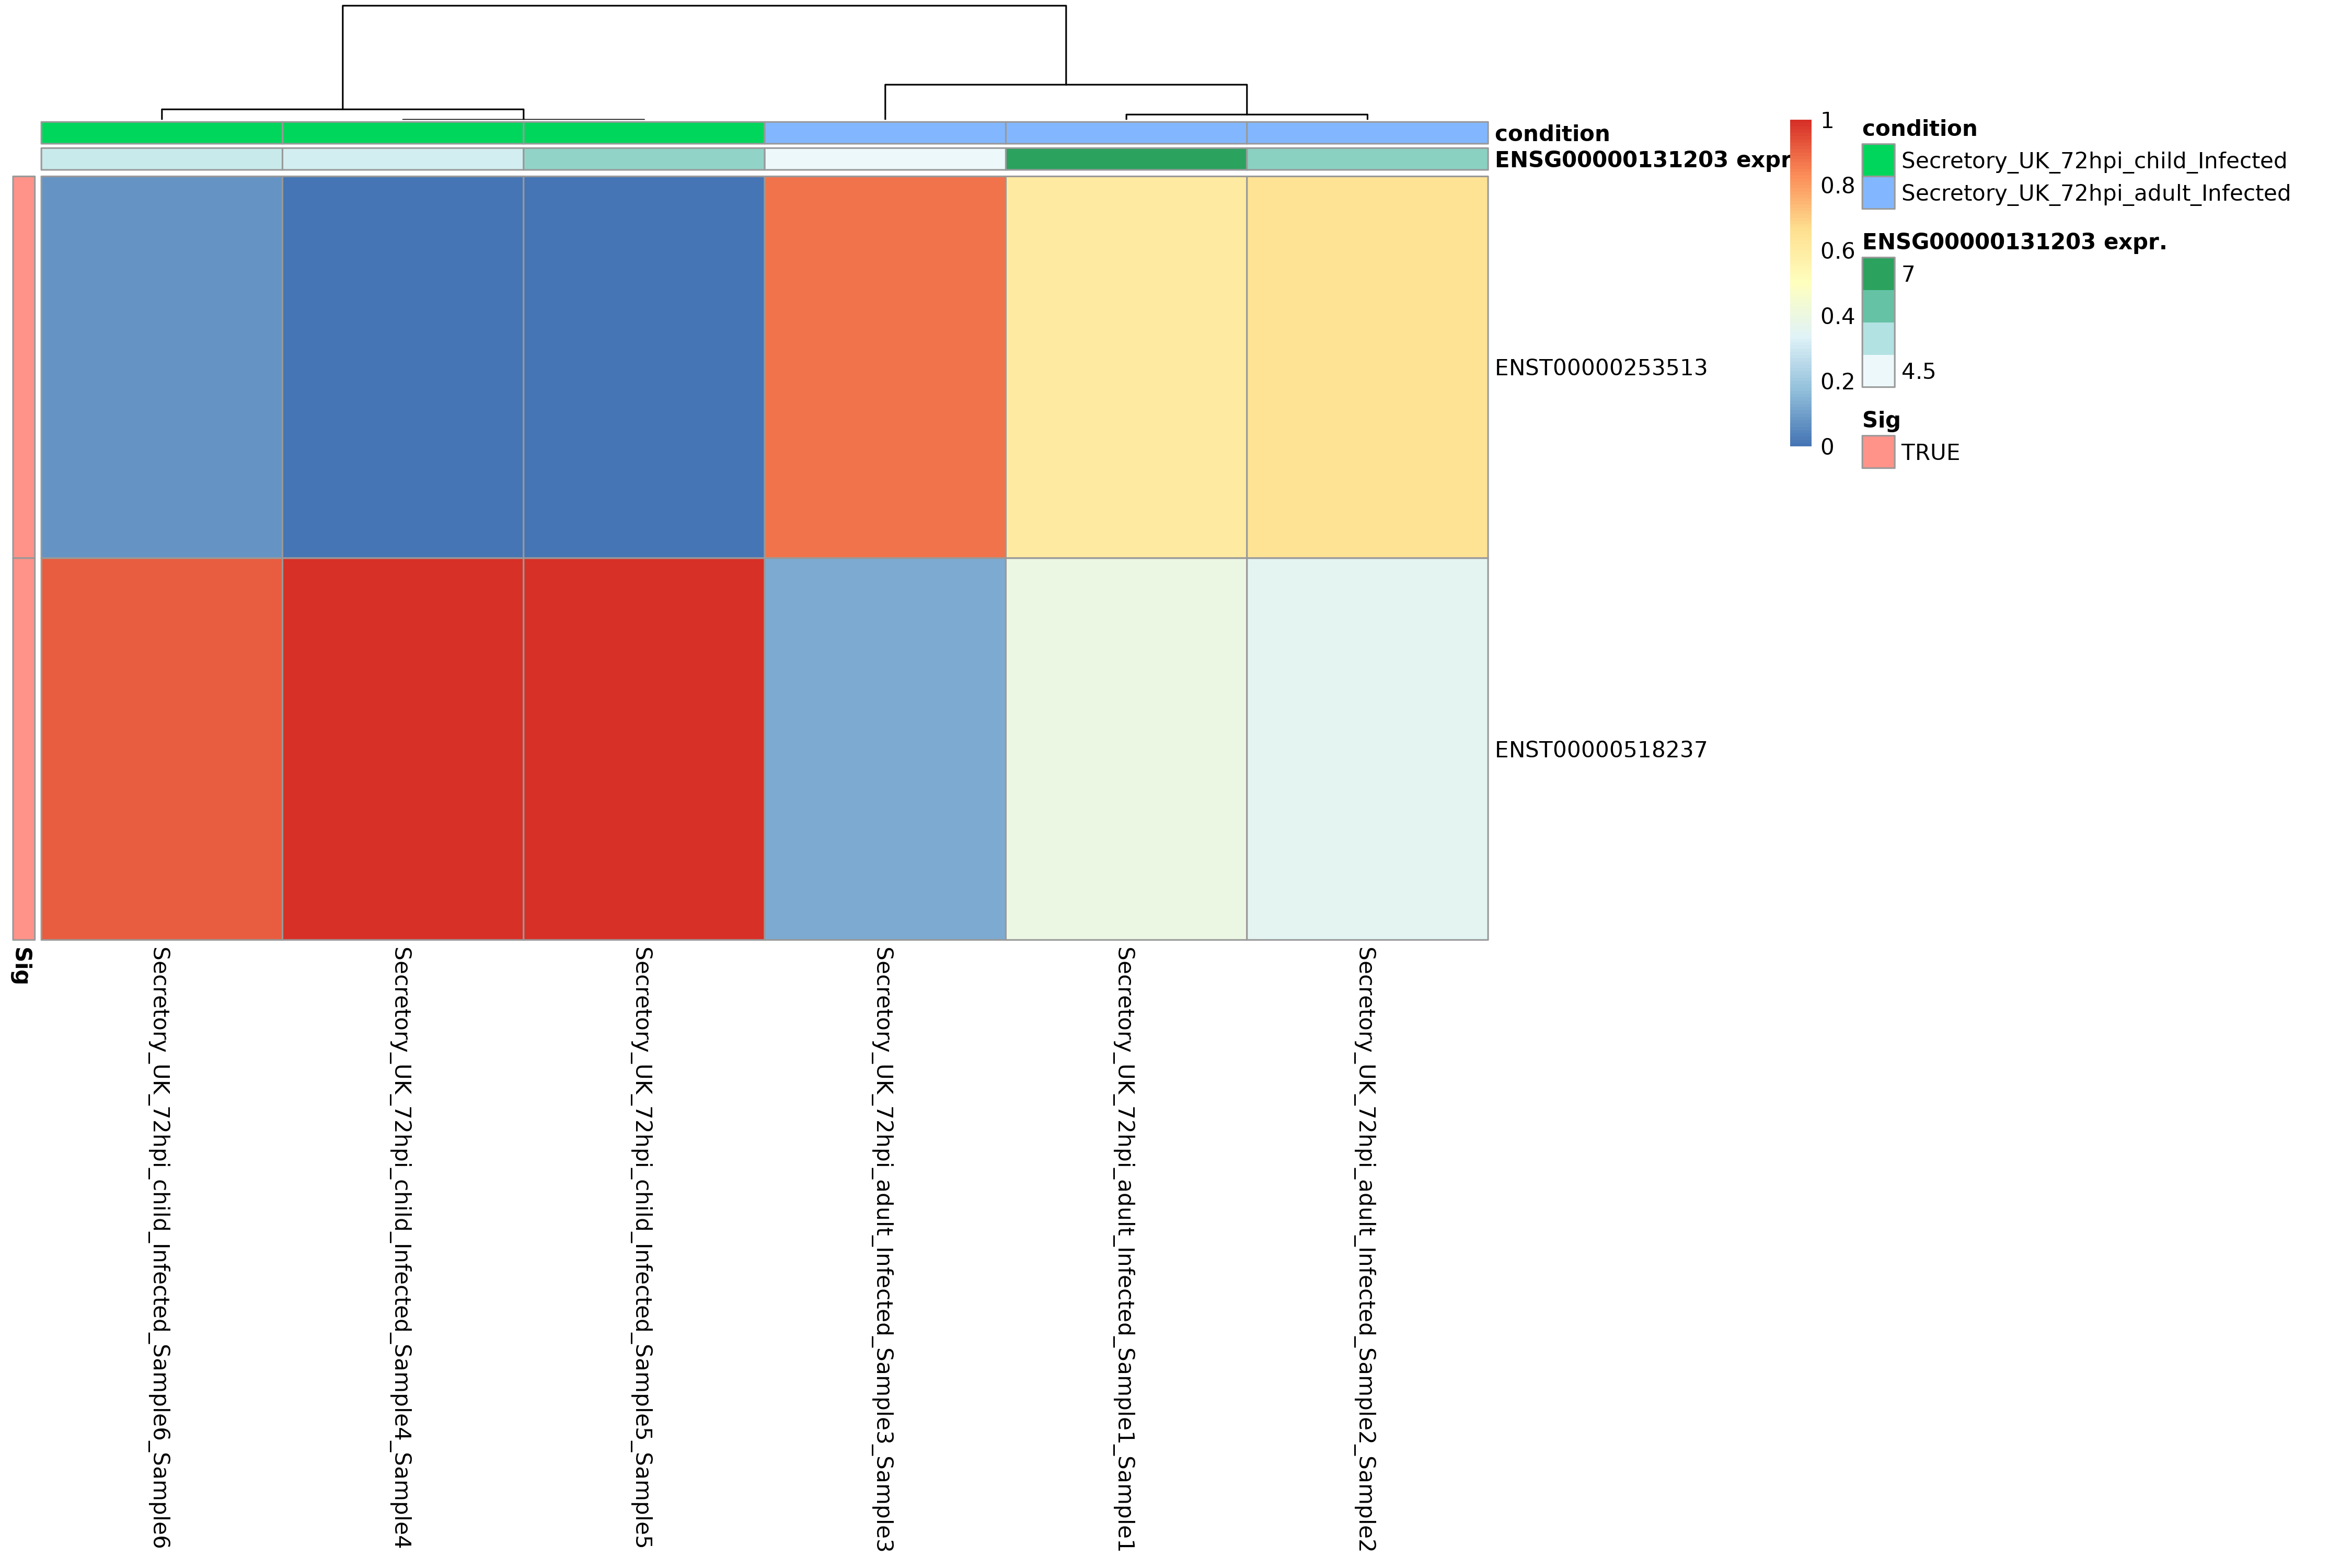 condition
ENSG00000131203 expr
ENST00000253513
ENST00000518237
Sig
Secretory_UK_72hpi_child_Infected_Sample6_Sample6
Secretory_UK_72hpi_child_Infected_Sample4_Sample4
Secretory_UK_72hpi_child_Infected_Sample5_Sample5
Secretory_UK_72hpi_adult_Infected_Sample3_Sample3
Secretory_UK_72hpi_adult_Infected_Sample1_Sample1
Secretory_UK_72hpi_adult_Infected_Sample2_Sample2
1
0.8
0.6
0.4
0.2
0
condition
Secretory_UK_72hpi_child_Infected
Secretory_UK_72hpi_adult_Infected
ENSG00000131203 expr.
7
4.5
Sig
TRUE